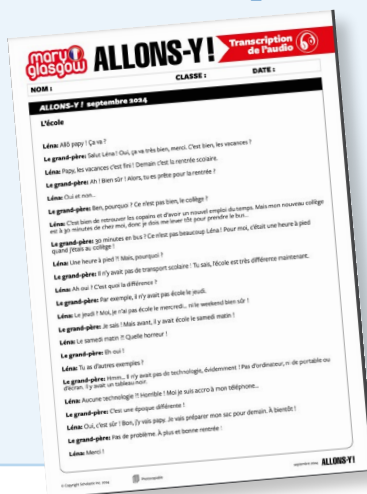 mary glasgow
ALLONS-Y!
Transcription de l'audio
NOM :
CLASSE :
DATE :
ALLONS-Y ! septembre 2024
L'école
Léna: Allô papy ! Ça va ?
Le grand-père: Salut Léna ! Oui, ça va très bien, merci. C'est bien, les vacances ?
Léna: Papy, les vacances c'est fini ! Demain c'est la rentrée scolaire.
Le grand-père: Ah ! Bien sûr ! Alors, tu es prête pour la rentrée ?
Léna: Oui et non...
Le grand-père: Ben, pourquoi ? Ce n'est pas bien, le collège ?
Léna: C'est bien de retrouver les copains et d'avoir un nouvel emploi du temps. Mais mon nouveau collège
est à 30 minutes de chez moi, donc je dois me lever tôt pour prendre le bus...
Le grand-père: 30 minutes en bus ? Ce n'est pas beaucoup Léna ! Pour moi, c'était une heure à pied
quand j'étais au collège !
Léna: Une heure à pied !? Mais, pourquoi ?
Le grand-père: Il n'y avait pas de transport scolaire ! Tu sais, l'école est très différente maintenant.
Léna: Ah oui ? C'est quoi la différence ?
Le grand-père: Par exemple, il n'y avait pas école le jeudi.
Léna: Le jeudi ? Moi, je n'ai pas école le mercredi... ni le weekend bien sûr !
Le grand-père: Je sais ! Mais avant, il y avait école le samedi matin !
Léna: Le samedi matin ?! Quelle horreur !
Le grand-père: Eh oui !
Léna: Tu as d'autres exemples ?
Le grand-père: Hmm... Il n'y avait pas de technologie, évidemment ! Pas d'ordinateur, ni de portable ou
d'écran. Il y avait un tableau noir.
Léna: Aucune technologie ?! Horrible ! Moi je suis accro à mon téléphone...
Le grand-père: C'est une époque différente !
Léna: Oui, c'est sûr ! Bon, j'y vais papy. Je vais préparer mon sac pour demain. À bientôt !
Le grand-père: Pas de problème. À plus et bonne rentrée !
Léna: Merci !
© Copyright Scholastic Inc. 2024
Photocopiable
septembre 2024 ALLONS-Y!